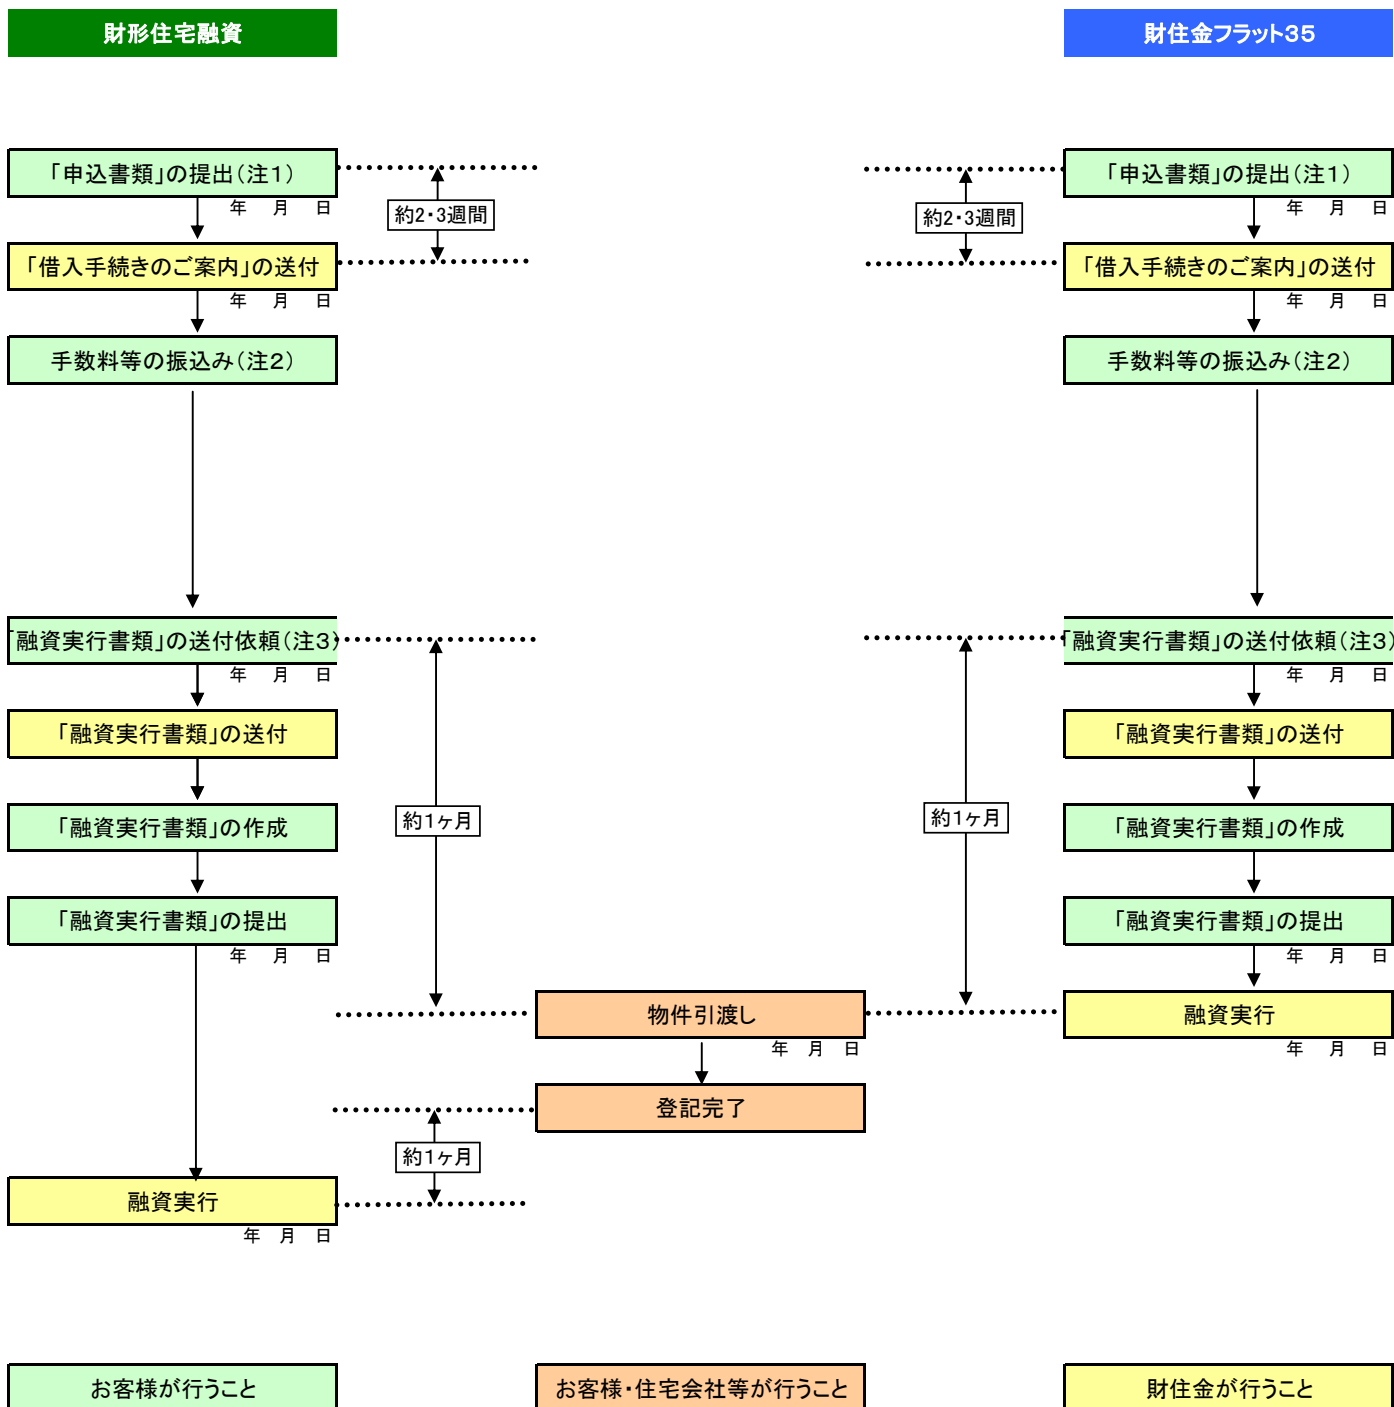 財形住宅融資
財住金フラット35
「申込書類」の提出(注1)
「申込書類」の提出(注1)
年 月 日
約2・3週間
約2・3週間
年 月 日
「借入手続きのご案内」の送付
「借入手続きのご案内」の送付
年 月 日
年 月 日
手数料等の振込み(注2)
手数料等の振込み(注2)
「融資実行書類」の送付依頼(注3)
「融資実行書類」の送付依頼(注3)
年 月 日
年 月 日
「融資実行書類」の送付
「融資実行書類」の送付
「融資実行書類」の作成
約1ヶ月
約1ヶ月
「融資実行書類」の作成
「融資実行書類」の提出
「融資実行書類」の提出
年 月 日
年 月 日
物件引渡し
融資実行
年 月 日
年 月 日
登記完了
約1ヶ月
融資実行
年 月 日
お客様が行うこと
お客様・住宅会社等が行うこと
財住金が行うこと